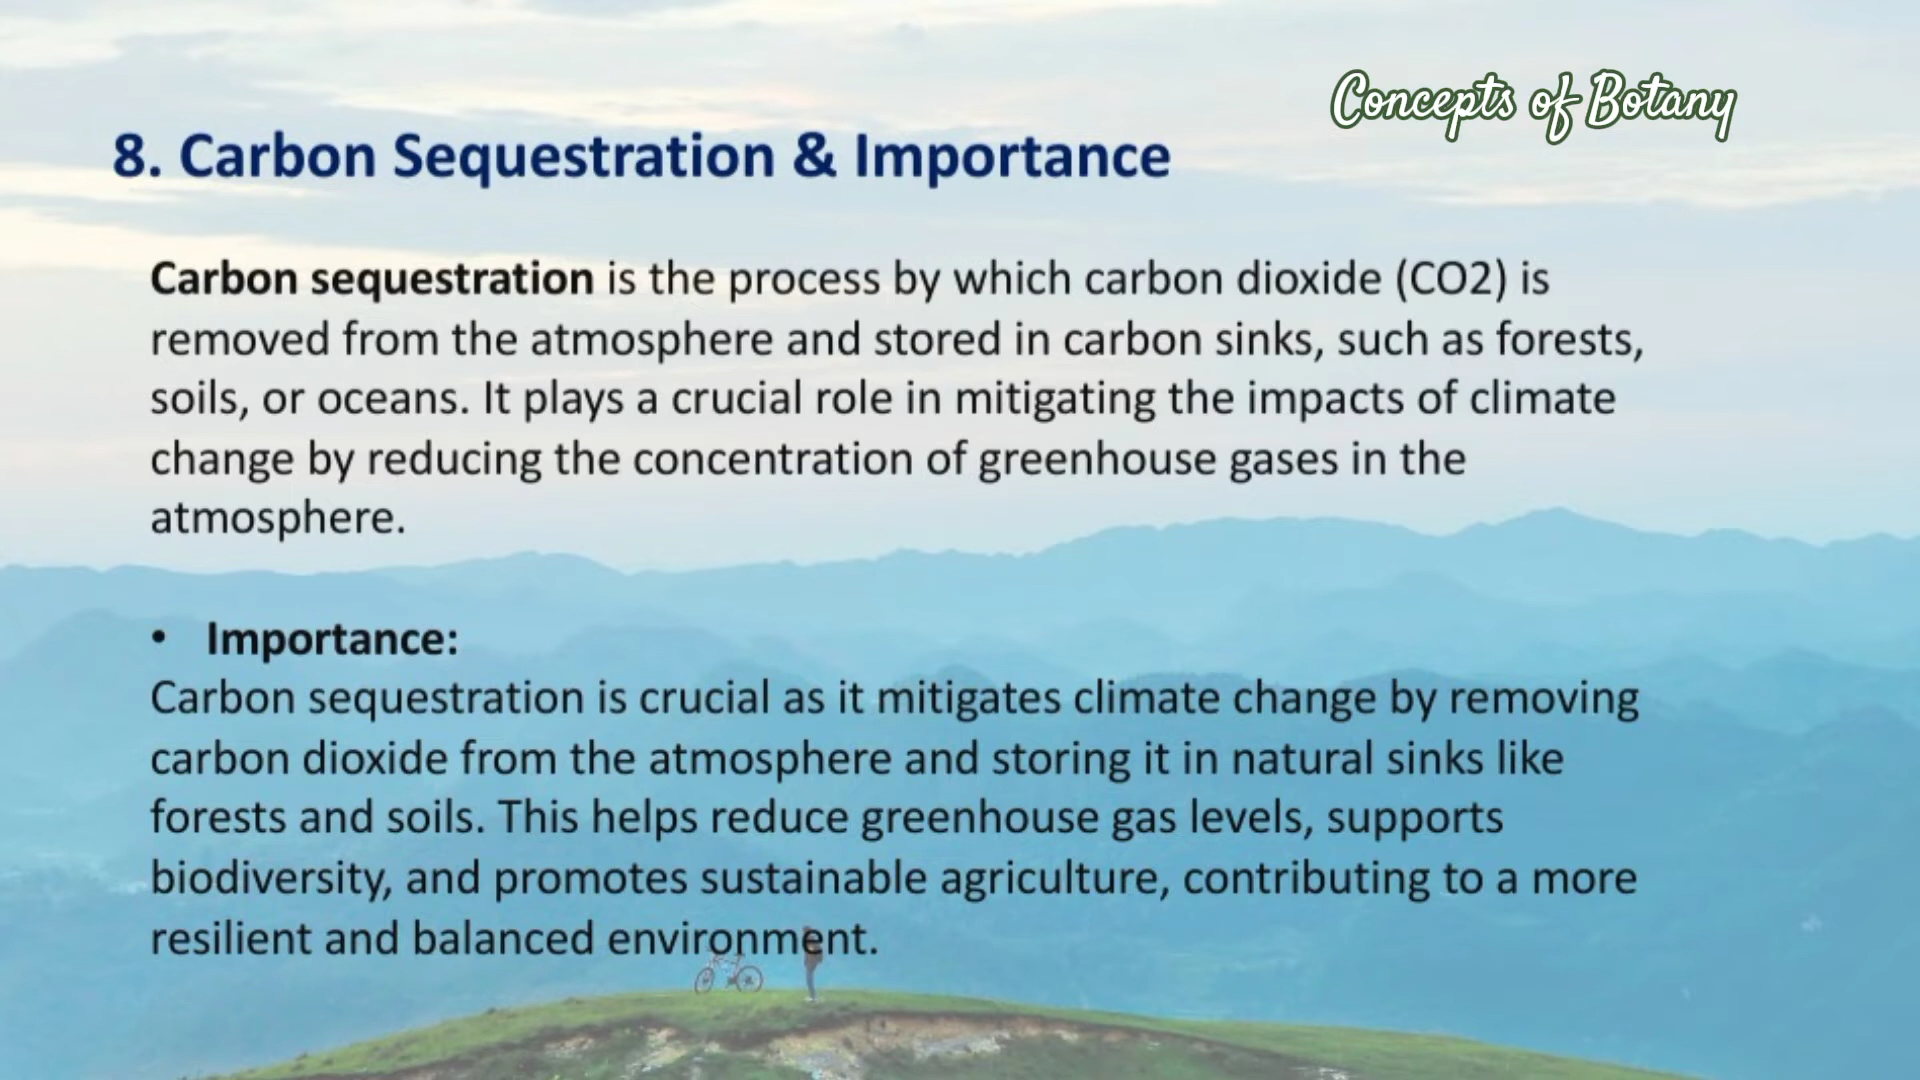 Concepts of Botany
8. Carbon Sequestration & Importance
Carbon sequestration is the process by which carbon dioxide (CO2) is
removed from the atmosphere and stored in carbon sinks, such as forests,
soils, or oceans. It plays a crucial role in mitigating the impacts of climate
change by reducing the concentration of greenhouse gases in the
atmosphere.
• Importance:
Carbon sequestration is crucial as it mitigates climate change by removing
carbon dioxide from the atmosphere and storing it in natural sinks like
forests and soils. This helps reduce greenhouse gas levels, supports
biodiversity, and promotes sustainable agriculture, contributing to a more
resilient and balanced environment.